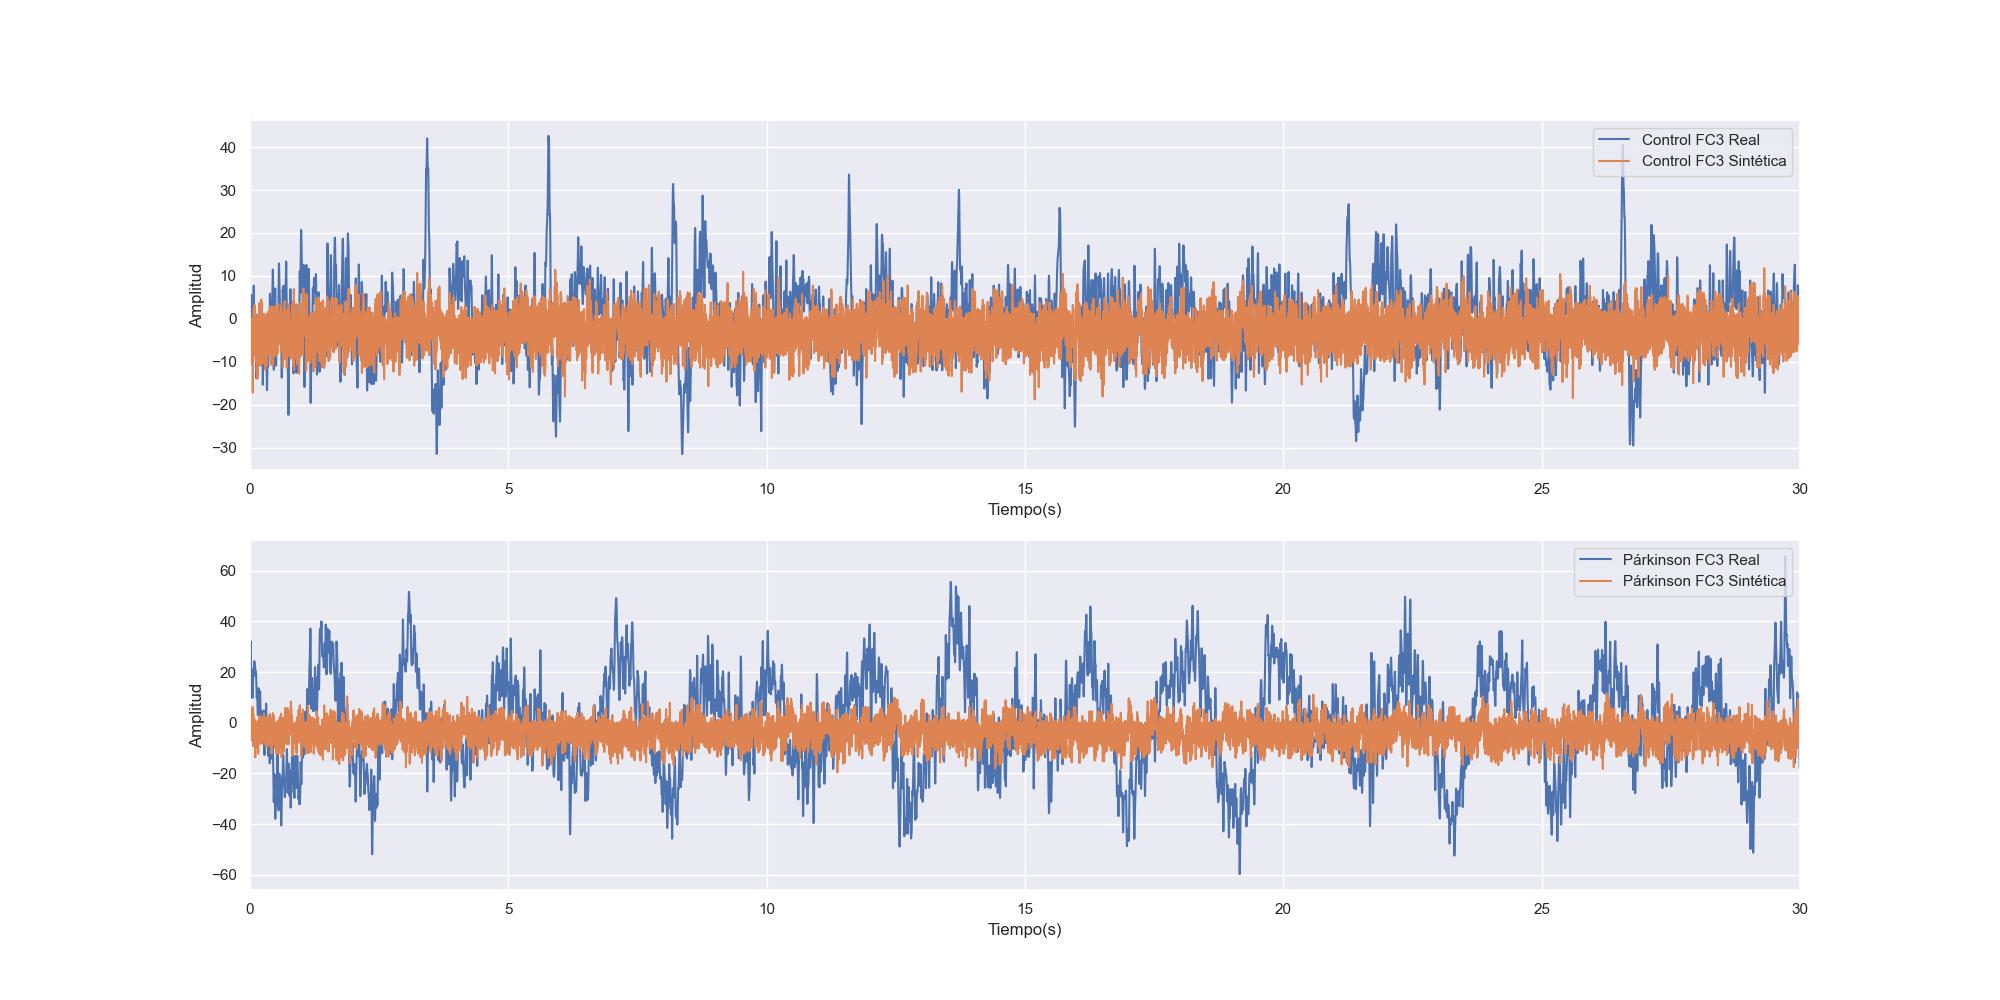 Control FC3 Real
Control FC3 Sintética
40
30
20
10
0
−10
−20
−30
Amplitud
0 5 10 15 20 25 30
Tiempo(s)
Párkinson FC3 Real
Párkinson FC3 Sintética
60
40
20
0
−20
−40
−60
Amplitud
0 5 10 15 20 25 30
Tiempo(s)